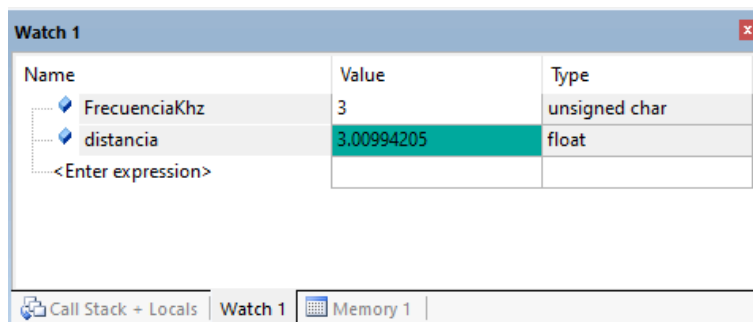 Watch 1 x
Name Value Type
FrecuenciaKhz 3 unsigned char
distancia 3.00994205 float
<Enter expression>
Call Stack + Locals Watch 1 Memory 1